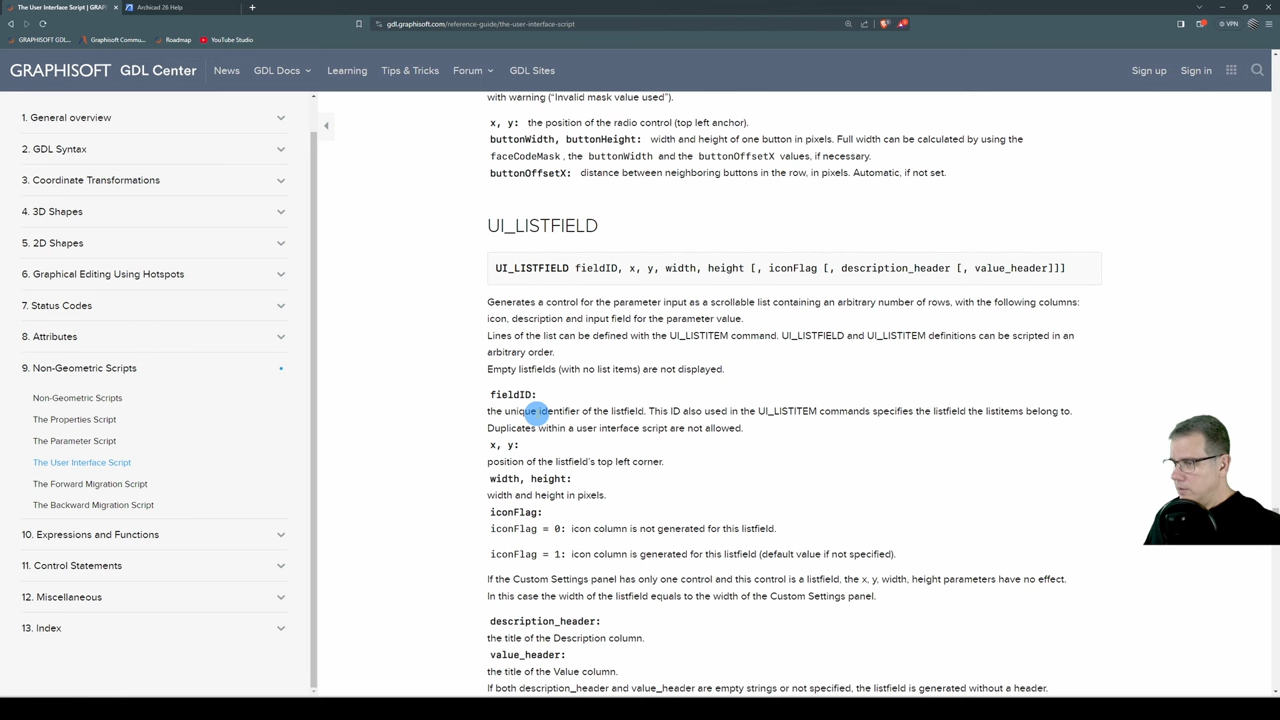 The User Interface Script | GRAPH
Archicad 26 Help
gdl.graphisoft.com/reference-guide/the-user-interface-script
VPN
GRAPHISOFT GDL...
Graphisoft Commu...
Roadmap
YouTube Studio
GRAPHISOFT GDL Center
News
GDL Docs
Learning
Tips & Tricks
Forum
GDL Sites
Sign up
Sign in
1. General overview
2. GDL Syntax
3. Coordinate Transformations
4. 3D Shapes
5. 2D Shapes
6. Graphical Editing Using Hotspots
7. Status Codes
8. Attributes
9. Non-Geometric Scripts
Non-Geometric Scripts
The Properties Script
The Parameter Script
The User Interface Script
The Forward Migration Script
The Backward Migration Script
10. Expressions and Functions
11. Control Statements
12. Miscellaneous
13. Index
with warning (“Invalid mask value used”).
x, y: the position of the radio control (top left anchor).
buttonWidth, buttonHeight: width and height of one button in pixels. Full width can be calculated by using the
faceCodeMask , the buttonWidth and the buttonOffsetX values, if necessary.
buttonOffsetX: distance between neighboring buttons in the row, in pixels. Automatic, if not set.
UI_LISTFIELD
UI_LISTFIELD fieldID, x, y, width, height [, iconFlag [, description_header [, value_header]]]
Generates a control for the parameter input as a scrollable list containing an arbitrary number of rows, with the following columns:
icon, description and input field for the parameter value.
Lines of the list can be defined with the UI_LISTITEM command. UI_LISTFIELD and UI_LISTITEM definitions can be scripted in an
arbitrary order.
Empty listfields (with no list items) are not displayed.
fieldID:
the unique identifier of the listfield. This ID also used in the UI_LISTITEM commands specifies the listfield the listitems belong to.
Duplicates within a user interface script are not allowed.
x, y:
position of the listfield’s top left corner.
width, height:
width and height in pixels.
iconFlag:
iconFlag = 0: icon column is not generated for this listfield.
iconFlag = 1: icon column is generated for this listfield (default value if not specified).
If the Custom Settings panel has only one control and this control is a listfield, the x, y, width, height parameters have no effect.
In this case the width of the listfield equals to the width of the Custom Settings panel.
description_header:
the title of the Description column.
value_header:
the title of the Value column.
If both description_header and value_header are empty strings or not specified, the listfield is generated without a header.